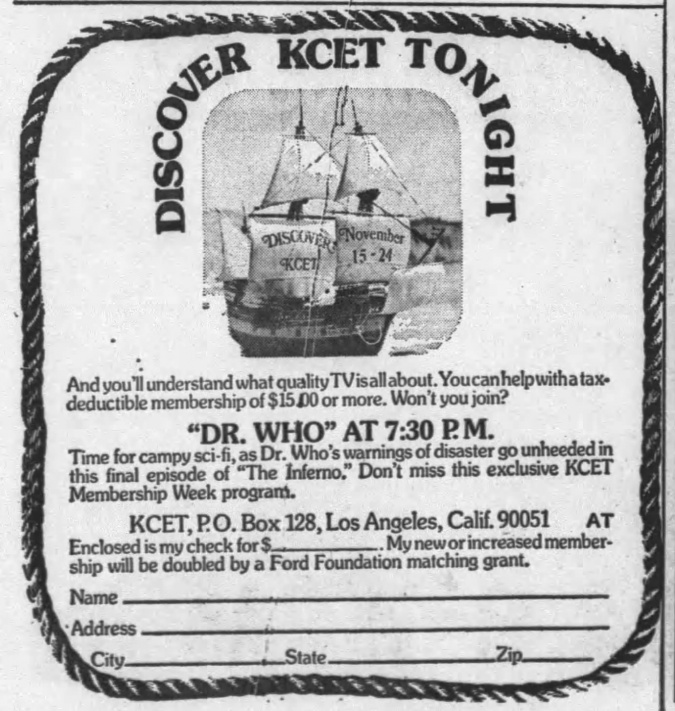 DISCOVER KCET TONIGHT
DISCOVER
KCET
November
15-24
And you'll understand what quality TV is all about. You can help with a tax-
deductible membership of $15.00 or more. Won't you join?
"DR. WHO" AT 7:30 P.M.
Time for campy sci-fi, as Dr. Who's warnings of disaster go unheeded in
this final episode of "The Inferno." Don't miss this exclusive KCET
Membership Week program.
KCET, P.O. Box 128, Los Angeles, Calif. 90051 AT
Enclosed is my check for $__________. My new or increased member-
ship will be doubled by a Ford Foundation matching grant.
Name
Address
City State Zip